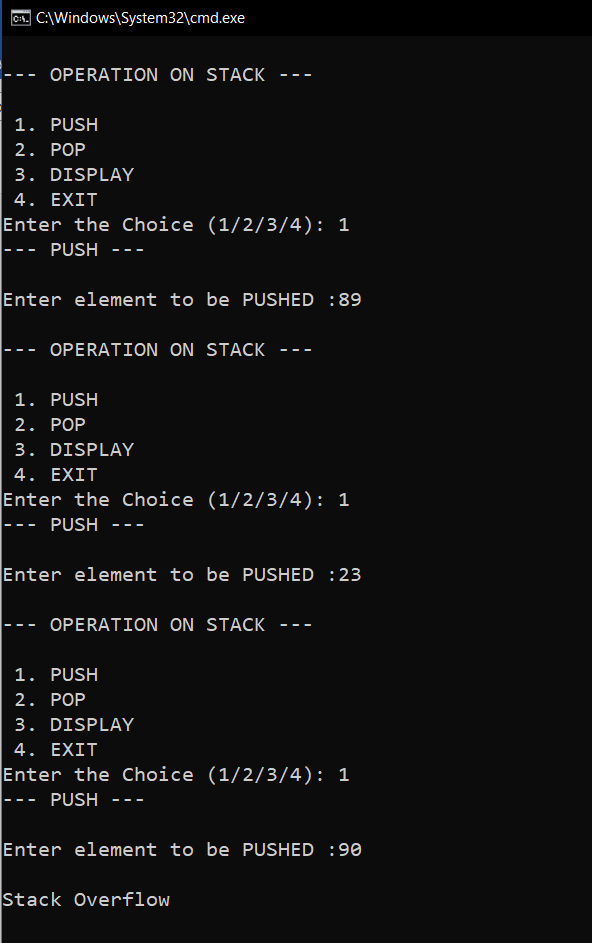 C:\Windows\System32\cmd.exe
--- OPERATION ON STACK ---
1. PUSH
2. POP
3. DISPLAY
4. EXIT
Enter the Choice (1/2/3/4): 1
--- PUSH ---
Enter element to be PUSHED :89
--- OPERATION ON STACK ---
1. PUSH
2. POP
3. DISPLAY
4. EXIT
Enter the Choice (1/2/3/4): 1
--- PUSH ---
Enter element to be PUSHED :23
--- OPERATION ON STACK ---
1. PUSH
2. POP
3. DISPLAY
4. EXIT
Enter the Choice (1/2/3/4): 1
--- PUSH ---
Enter element to be PUSHED :90
Stack Overflow